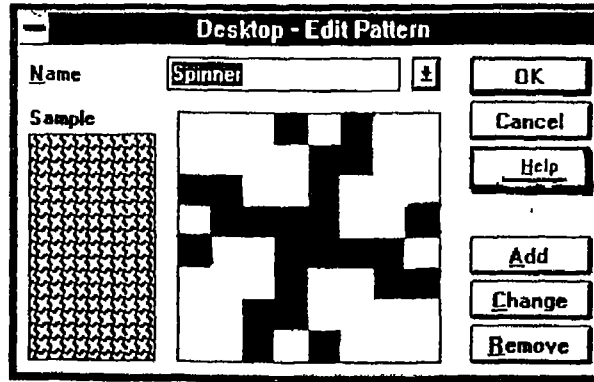 Desktop - Edit Pattern
Name
Spinner
OK
Sample
Cancel
Help
Add
Change
Remove